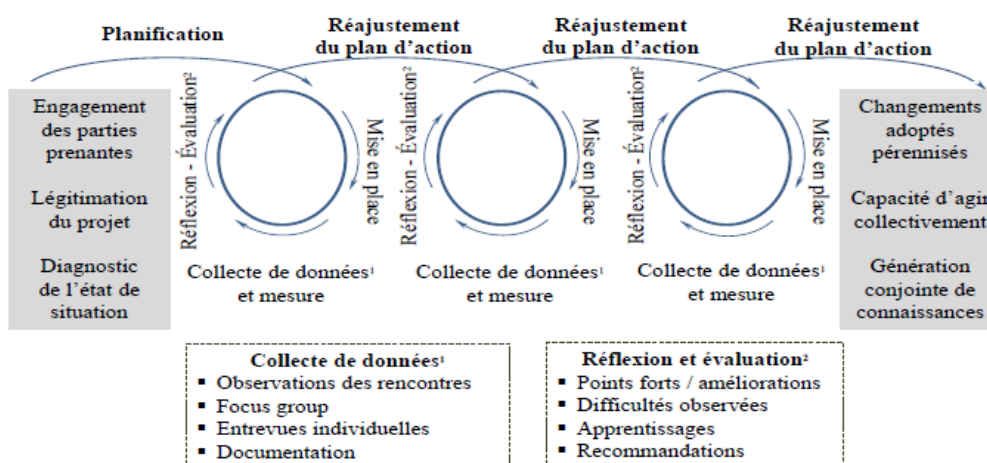 Planification
Réajustement
du plan d'action
Réajustement
du plan d'action
Réajustement
du plan d'action
Engagement
des parties
prenantes
Légitimation
du projet
Diagnostic
de l'état de
situation
Réflexion - Évaluation²
Mise en place
Collecte de données¹
et mesure
Réflexion - Évaluation²
Mise en place
Collecte de données¹
et mesure
Réflexion - Évaluation²
Mise en place
Collecte de données¹
et mesure
Changements
adoptés
pérennisés
Capacité d'agir
collectivement
Génération
conjointe de
connaissances
Collecte de données¹
▪ Observations des rencontres
▪ Focus group
▪ Entrevues individuelles
▪ Documentation
Réflexion et évaluation²
▪ Points forts / améliorations
▪ Difficultés observées
▪ Apprentissages
▪ Recommandations